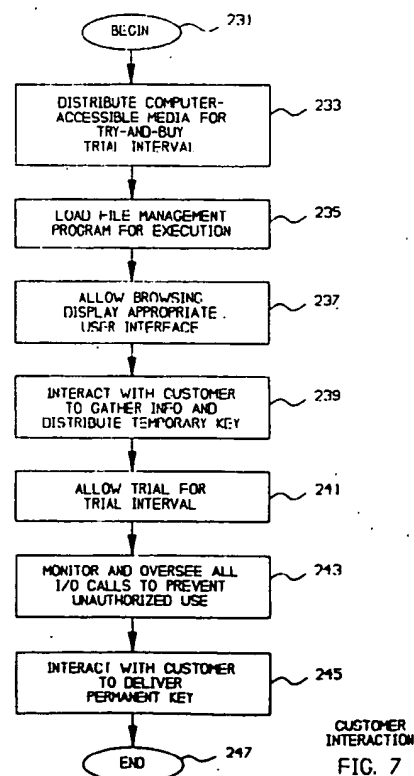 BEGIN
231
DISTRIBUTE COMPUTER-
ACCESSIBLE MEDIA FOR
TRY-AND-BUY
TRIAL INTERVAL
233
LOAD FILE MANAGEMENT
PROGRAM FOR EXECUTION
235
ALLOW BROWSING
DISPLAY APPROPRIATE
USER INTERFACE
237
INTERACT WITH CUSTOMER
TO GATHER INFO AND
DISTRIBUTE TEMPORARY KEY
239
ALLOW TRIAL FOR
TRIAL INTERVAL
241
MONITOR AND OVERSEE ALL
I/O CALLS TO PREVENT
UNAUTHORIZED USE
243
INTERACT WITH CUSTOMER
TO DELIVER
PERMANENT KEY
245
END
247
CUSTOMER
INTERACTION
FIG. 7